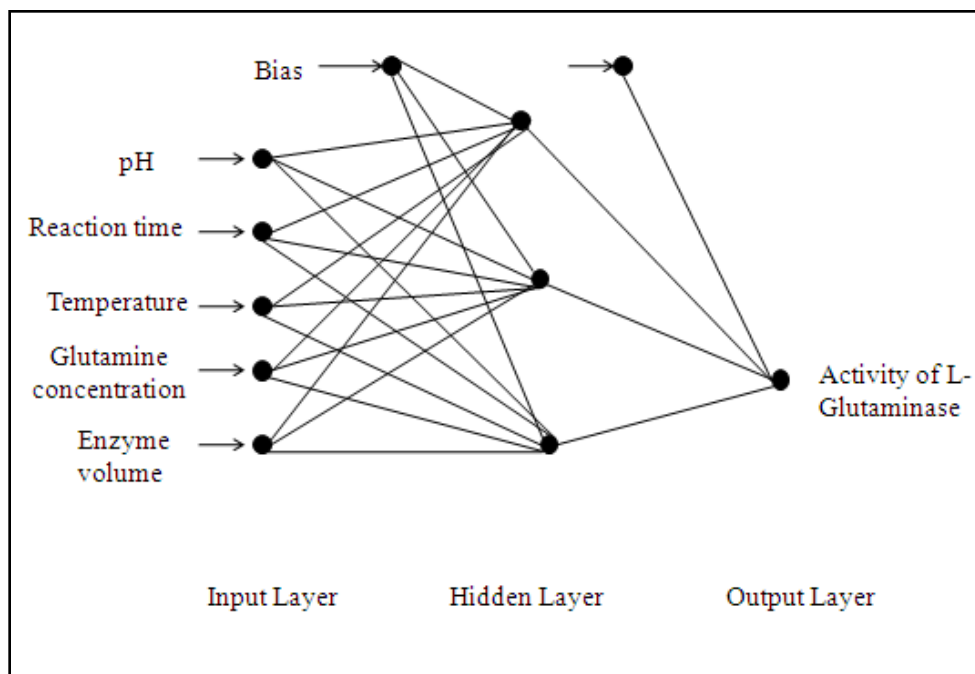 Bias
pH
Reaction time
Temperature
Glutamine
concentration
Enzyme
volume
Activity of L-
Glutaminase
Input Layer
Hidden Layer
Output Layer